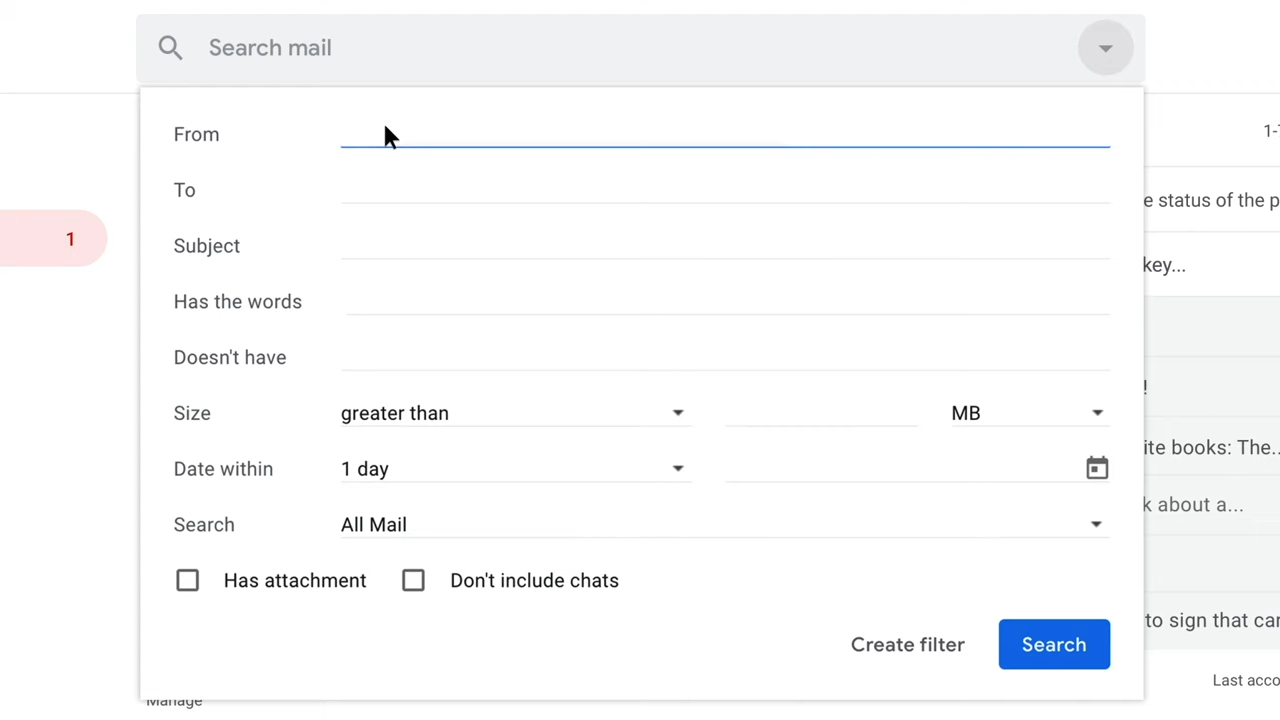 Search mail
From
To
1-
e status of the p
Subject
1
key...
Has the words
Doesn't have
!
Size greater than MB
ite books: The..
Date within 1 day
k about a...
Search All Mail
Has attachment Don't include chats
to sign that car
Create filter Search
Last acco
Manage